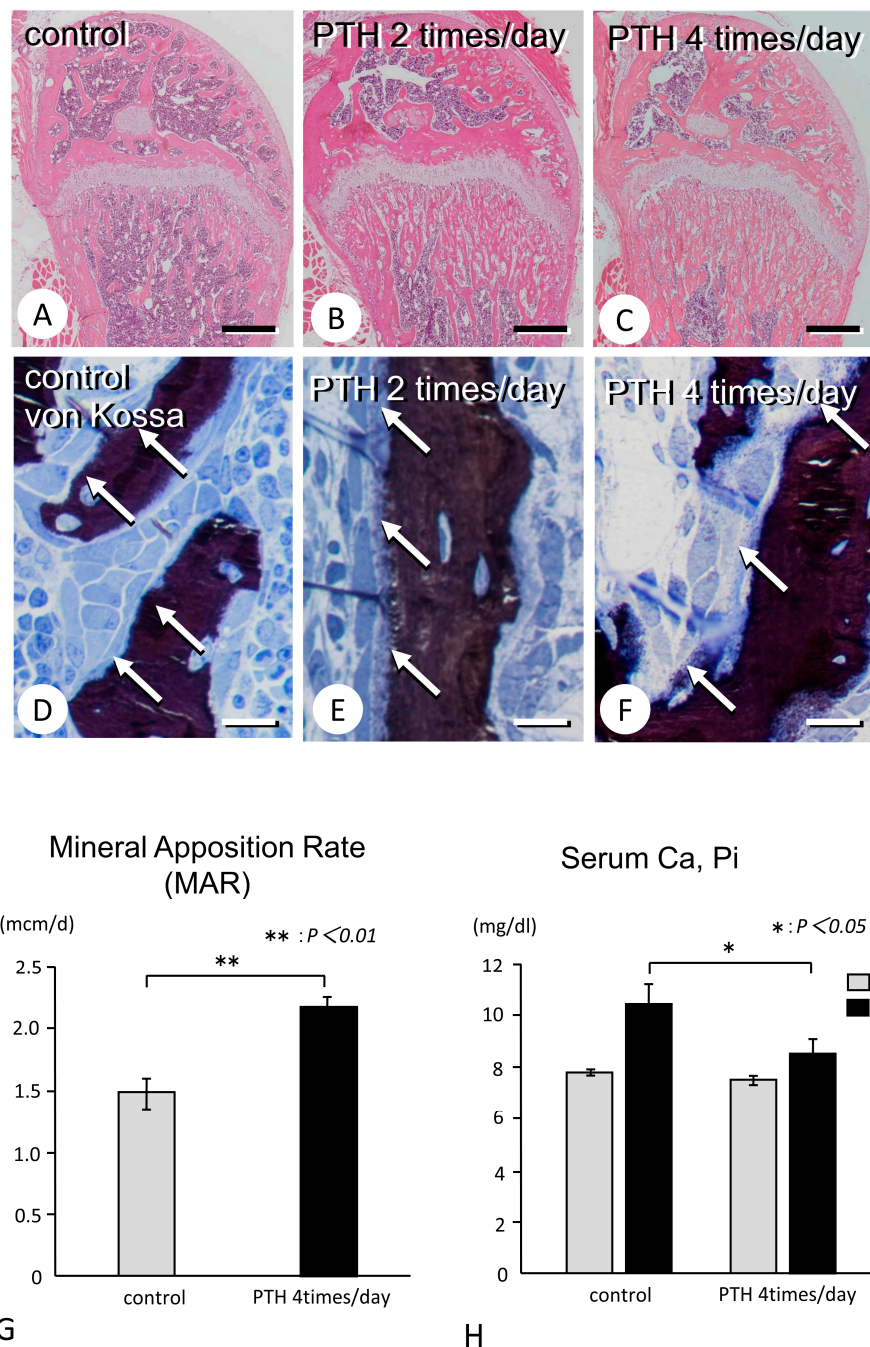 control
PTH 2 times/day
PTH 4 times/day
A
B
C
control
von Kossa
PTH 2 times/day
PTH 4 times/day
D
E
F
Mineral Apposition Rate
(MAR)
(mcm/d)
** : P<0.01
**
2.5
2.0
1.5
1.0
0.5
0
control
PTH 4times/day
G
Serum Ca, Pi
(mg/dl)
* : P<0.05
*
12
10
8
6
4
2
0
control
PTH 4times/day
H